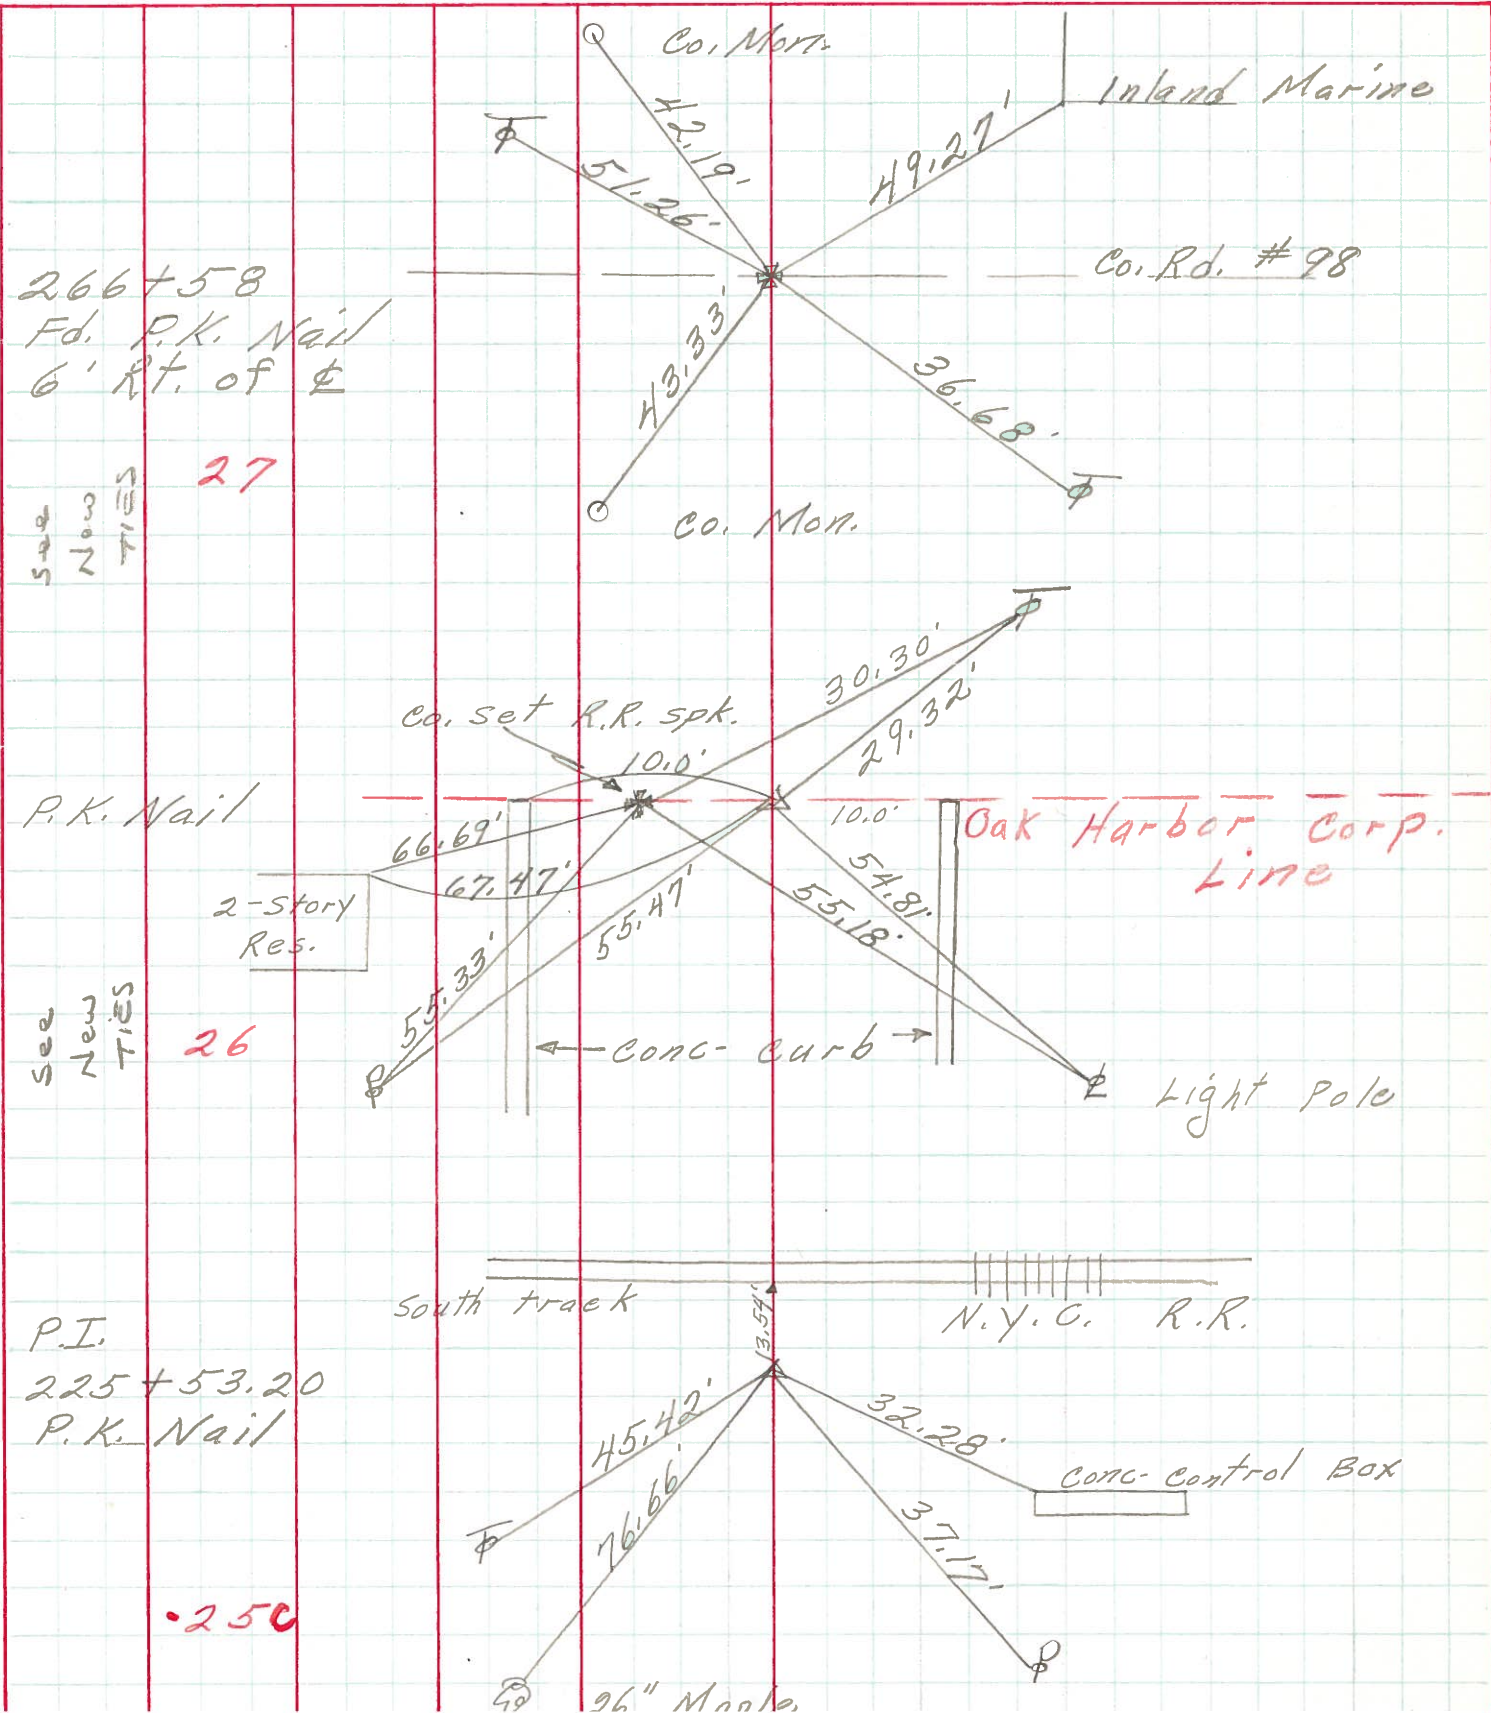 Co. Mon.
Inland Marine
42.19'
51.26'
49.27'
Co. Rd. # 98
266+58
Fd. P.K. Nail
6' Rt. of ₵
43.33'
36.68'
27
See
New
TIES
Co. Mon.
30.30'
29.32'
Co. Set R.R. spk.
10.0'
P.K. Nail
10.0'
Oak Harbor Corp.
Line
66.69'
67.47'
54.81'
55.18'
55.47'
55.33'
2-Story
Res.
See
New
TIES
26
Conc- Curb
Light Pole
South track
N.Y.C. R.R.
13.54'
P.I.
225+53.20
P.K. Nail
45.42'
32.28'
76.66'
37.17'
Conc- Control Box
.25C
26" Maple